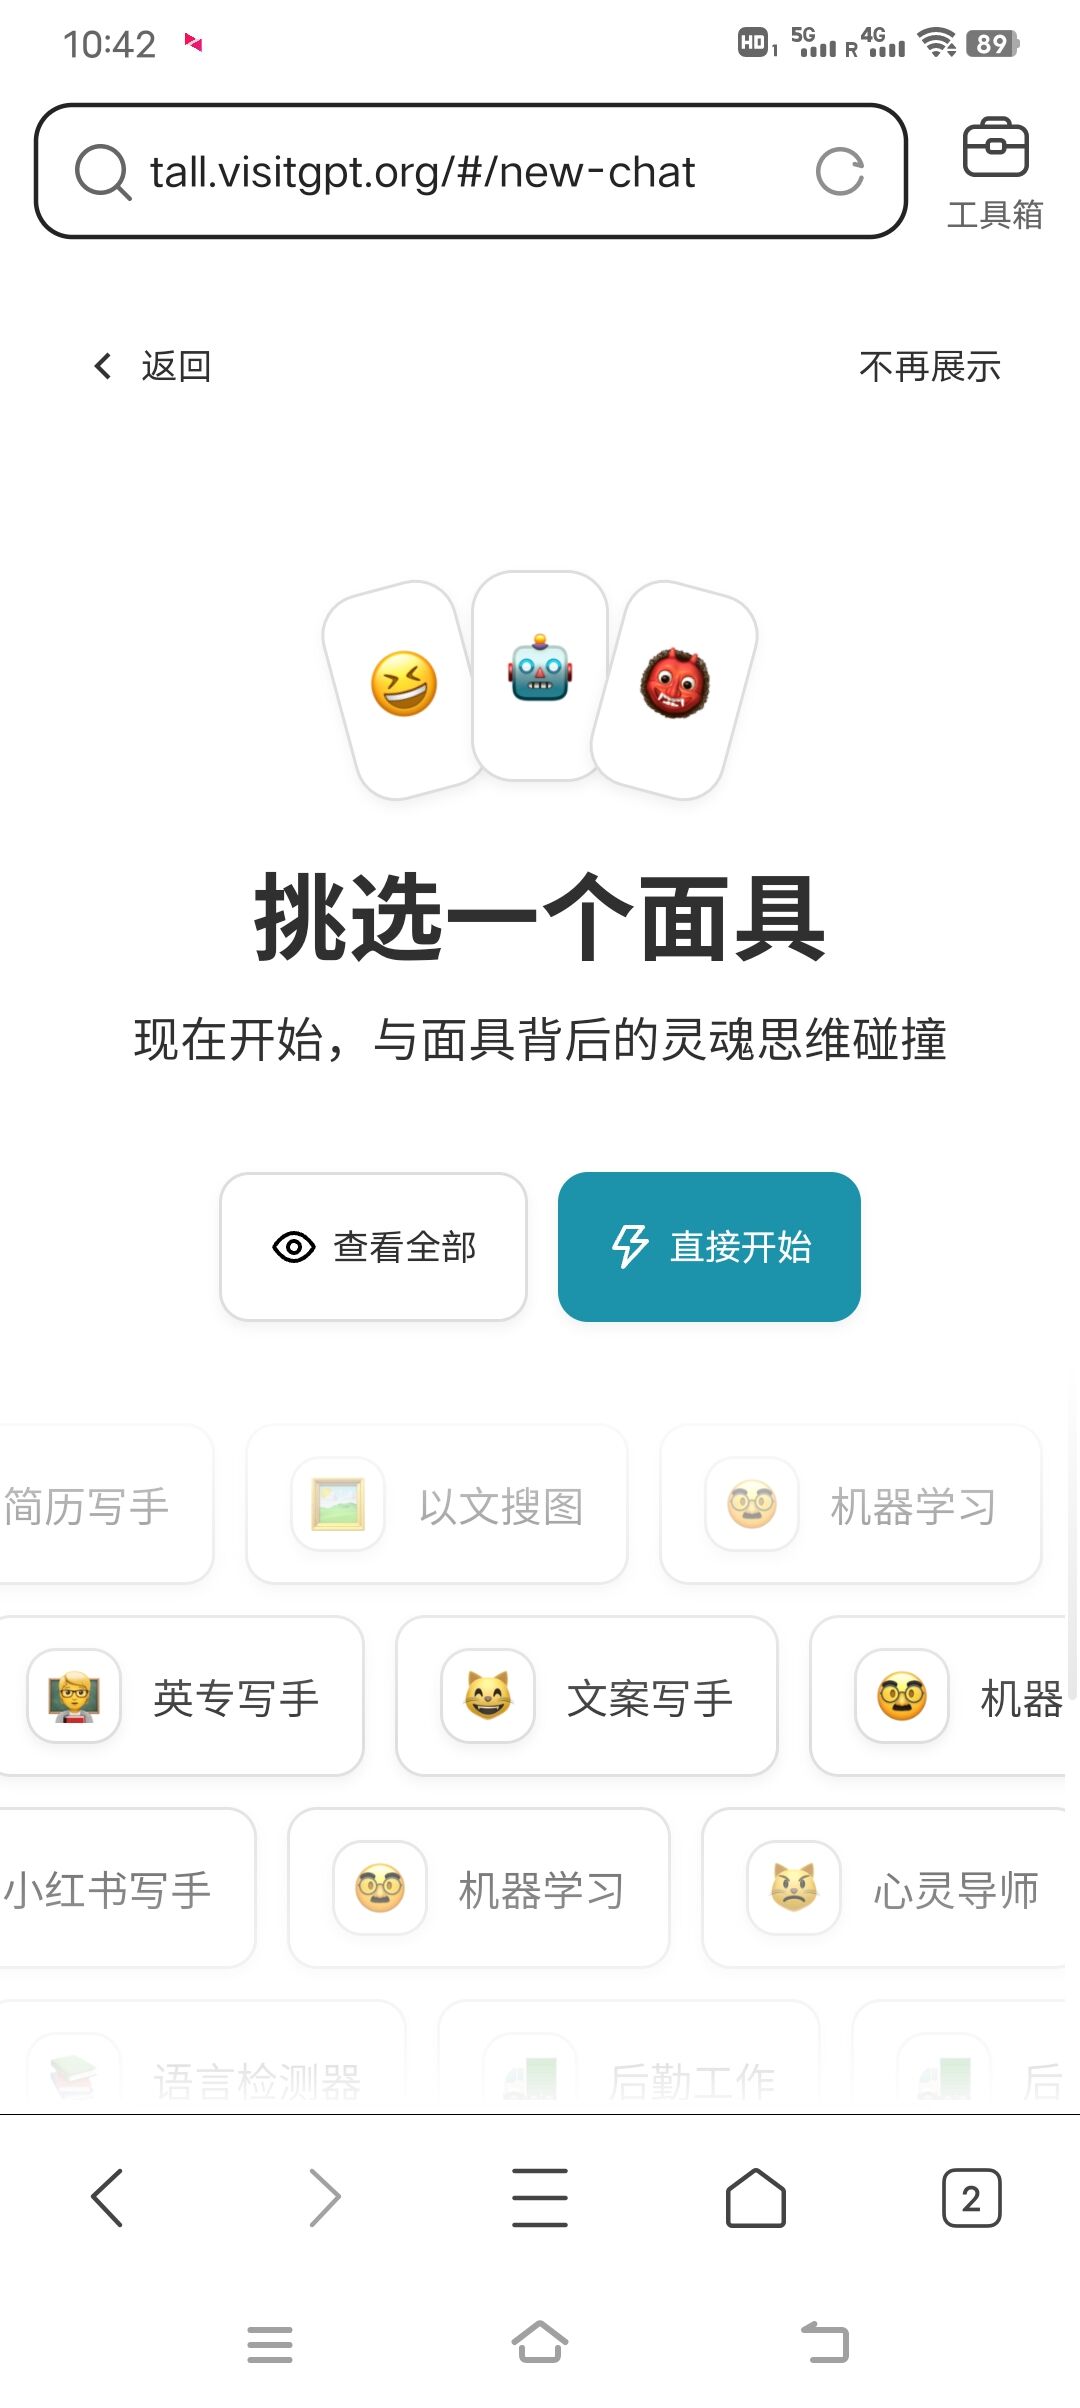 10:42
HD 1 5G R 4G 89
tall.visitgpt.org/#/new-chat
工具箱
返回
不再展示
挑选一个面具
现在开始，与面具背后的灵魂思维碰撞
查看全部
直接开始
简历写手
以文搜图
机器学习
英专写手
文案写手
机器
小红书写手
机器学习
心灵导师
语言检测器
后勤工作
后
2